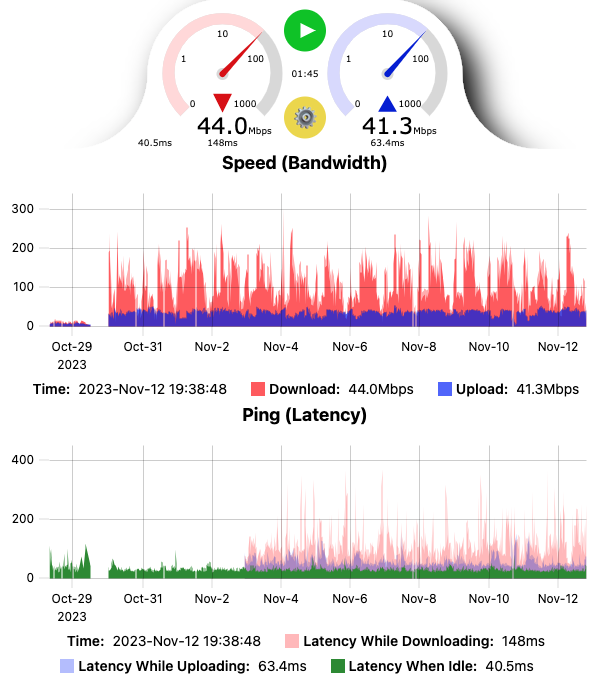 10 10
1 100 01:45 1 100
0 1000 0 1000
44.0Mbps 41.3Mbps
40.5ms 148ms 63.4ms
Speed (Bandwidth)
300
200
100
0
Oct-29 Oct-31 Nov-2 Nov-4 Nov-6 Nov-8 Nov-10 Nov-12
2023
Time: 2023-Nov-12 19:38:48 Download: 44.0Mbps Upload: 41.3Mbps
Ping (Latency)
400
200
0
Oct-29 Oct-31 Nov-2 Nov-4 Nov-6 Nov-8 Nov-10 Nov-12
2023
Time: 2023-Nov-12 19:38:48 Latency While Downloading: 148ms
Latency While Uploading: 63.4ms Latency When Idle: 40.5ms